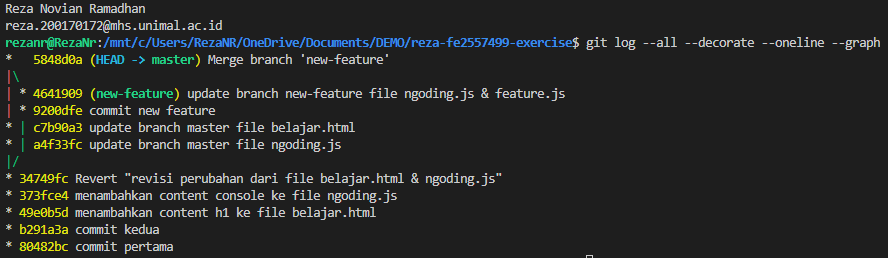 Reza Novian Ramadhan
reza.200170172@mhs.unimal.ac.id
rezanr@RezaNr:/mnt/c/Users/RezaNR/OneDrive/Documents/DEMO/reza-fe2557499-exercise$ git log --all --decorate --oneline --graph
*   5848d0a (HEAD -> master) Merge branch 'new-feature'
|\
| * 4641909 (new-feature) update branch new-feature file ngoding.js & feature.js
| * 9200dfe commit new feature
* | c7b90a3 update branch master file belajar.html
* | a4f33fc update branch master file ngoding.js
|/
* 34749fc Revert "revisi perubahan dari file belajar.html & ngoding.js"
* 373fce4 menambahkan content console ke file ngoding.js
* 49e0b5d menambahkan content h1 ke file belajar.html
* b291a3a commit kedua
* 80482bc commit pertama